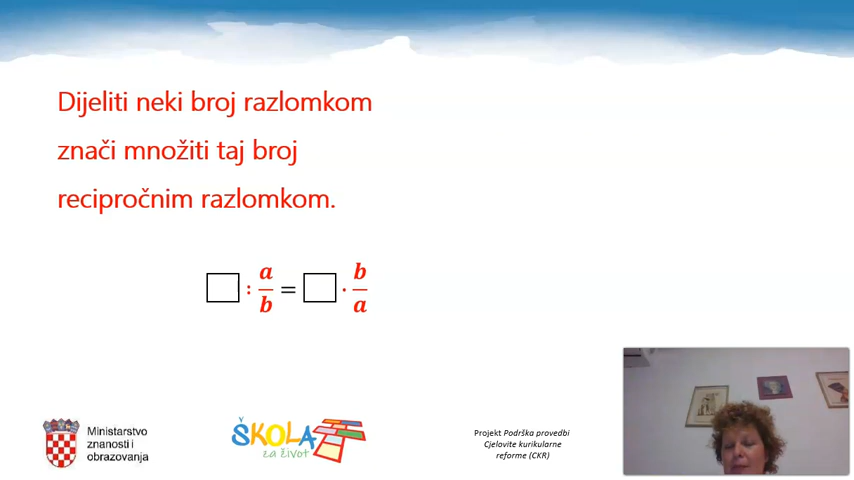 Dijeliti neki broj razlomkom
znači množiti taj broj
recipročnim razlomkom.
□ : a/b = □ · b/a
Ministarstvo
znanosti i
obrazovanja
ŠKOLA
za život
Projekt Podrška provedbi
Cjelovite kurikularne
reforme (CKR)